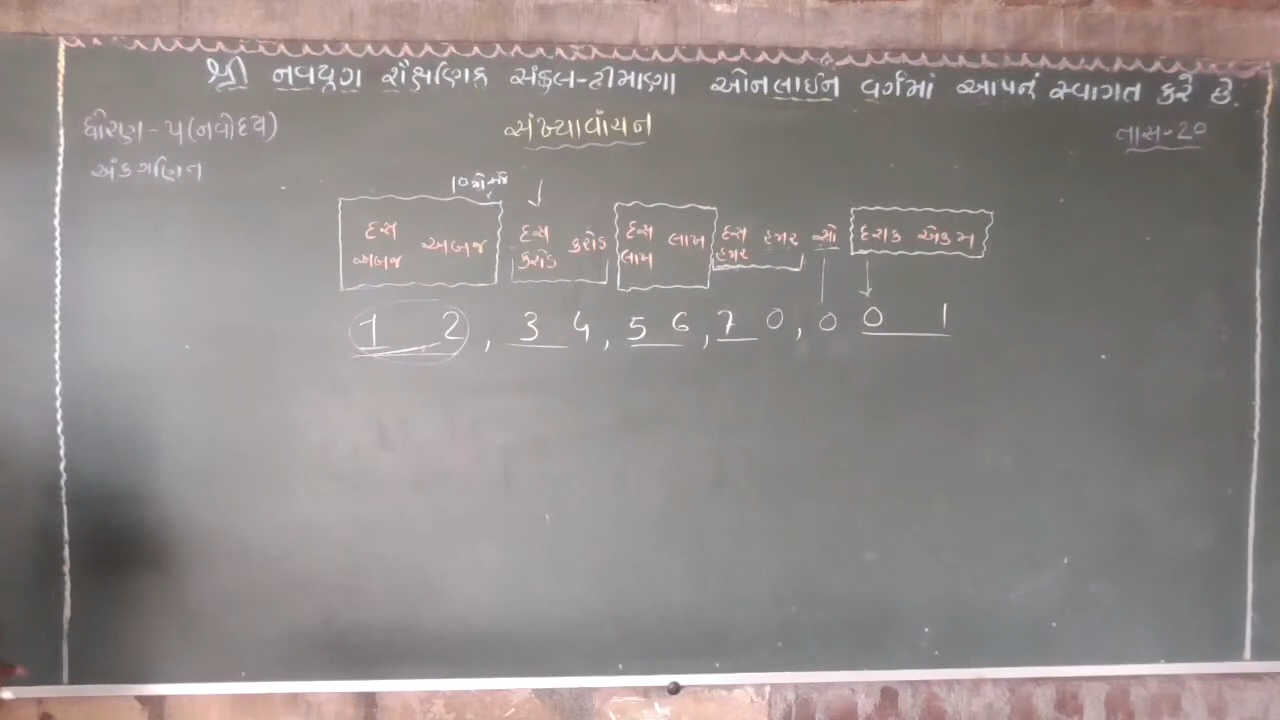 શ્રી નવયુગ શૈક્ષણિક સંકુલ-હીમાણા ઓનલાઈન વર્ગમાં આપનું સ્વાગત કરે છે.
ધોરણ - ૫(નવોદય) સંખ્યાવાંચન તાસ-20
અંકગણિત
દસ અબજ અબજ દસ કરોડ કરોડ દસ લાખ લાખ દસ હજાર હજાર સો દશક એકમ
1 2, 3 4, 5 6, 7 0, 0 0 1